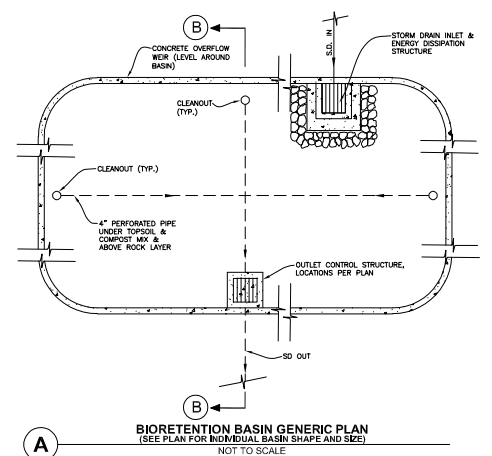 B
S.D. IN
CONCRETE OVERFLOW
WEIR (LEVEL AROUND
BASIN)
STORM DRAIN INLET &
ENERGY DISSIPATION
STRUCTURE
CLEANOUT
(TYP.)
CLEANOUT (TYP.)
4" PERFORATED PIPE
UNDER TOPSOIL &
COMPOST MIX &
ABOVE ROCK LAYER
OUTLET CONTROL STRUCTURE,
LOCATIONS PER PLAN
SD OUT
B
A
BIORETENTION BASIN GENERIC PLAN
(SEE PLAN FOR INDIVIDUAL BASIN SHAPE AND SIZE)
NOT TO SCALE